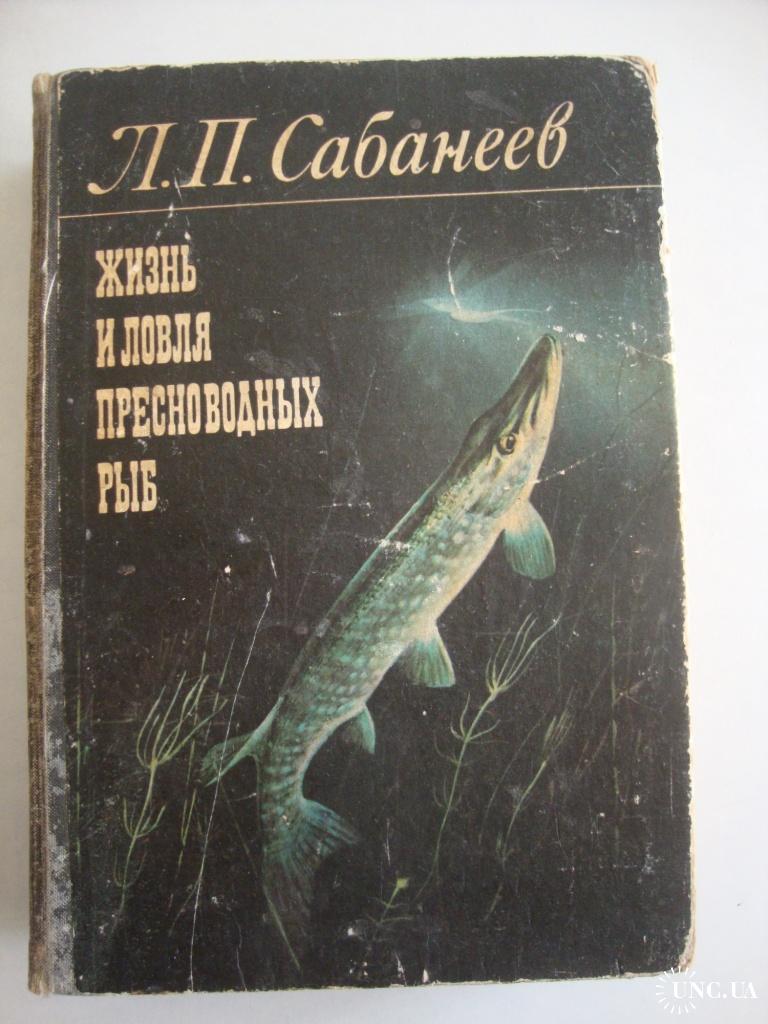 Л. П. Сабанеев
ЖИЗНЬ
И ЛОВЛЯ
ПРЕСНОВОДНЫХ
РЫБ
UNC.UA